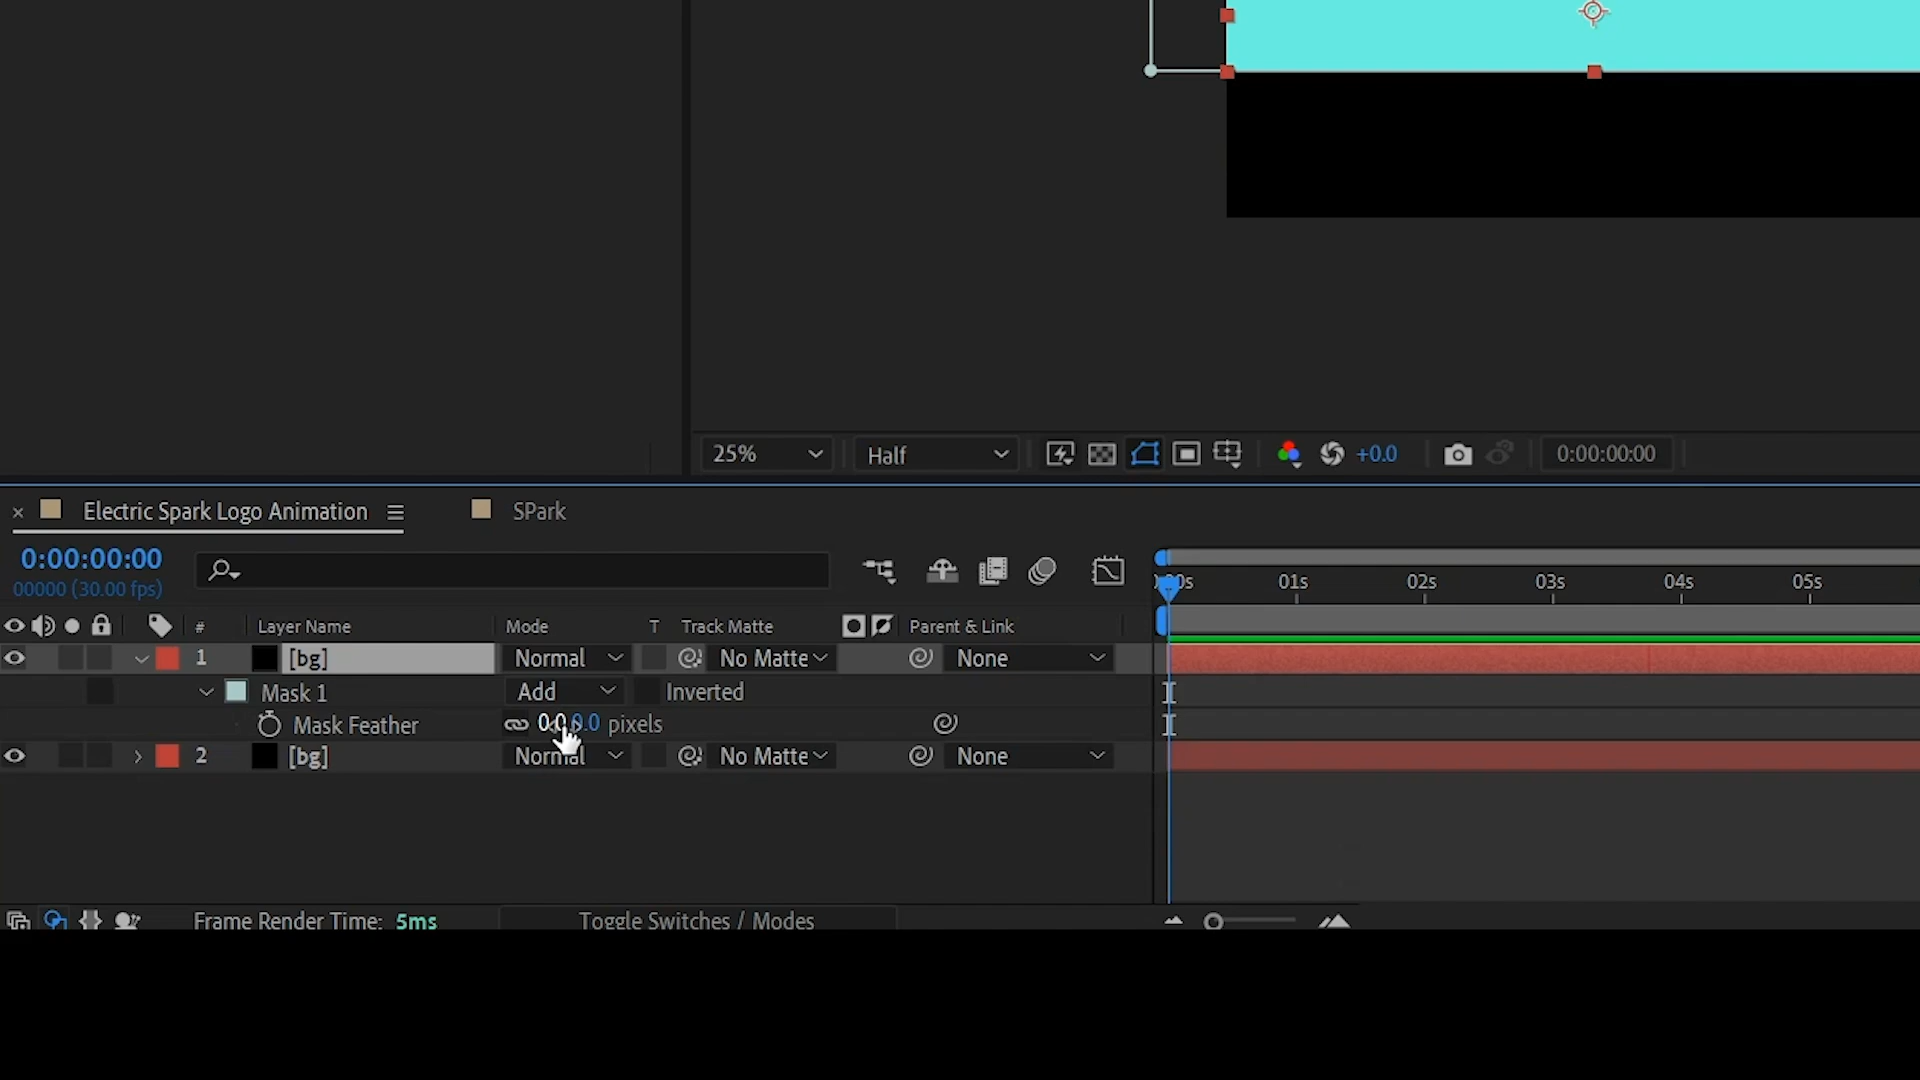 25% Half +0.0 0:00:00:00
Electric Spark Logo Animation SPark
0:00:00:00
00000 (30.00 fps)
01s 02s 03s 04s 05s
# Layer Name Mode T Track Matte Parent & Link
1 [bg] Normal No Matte None
Mask 1 Add Inverted
Mask Feather pixels
2 [bg] Normal No Matte None
Frame Render Time: 5ms Toggle Switches / Modes